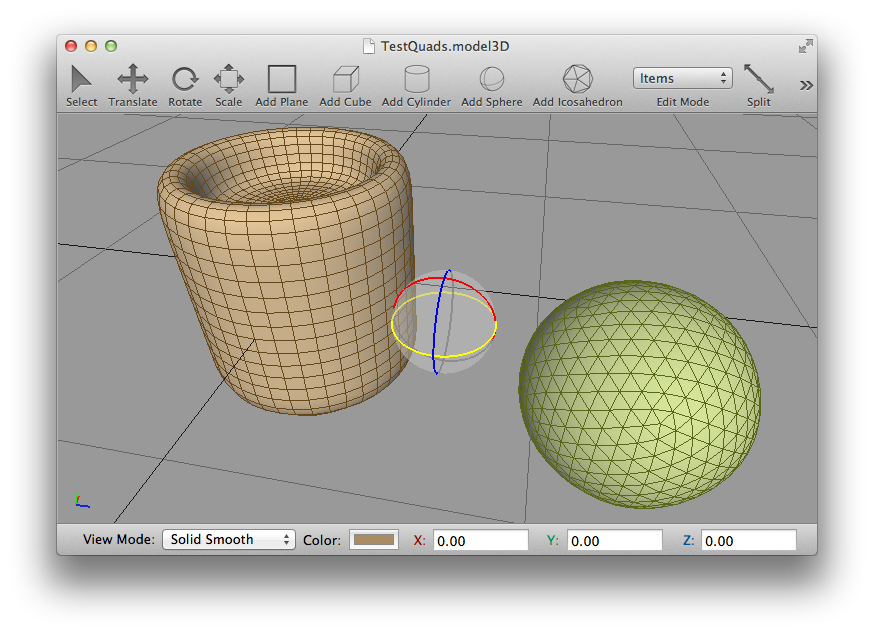 TestQuads.model3D
Select Translate Rotate Scale Add Plane Add Cube Add Cylinder Add Sphere Add Icosahedron Items Edit Mode Split
View Mode: Solid Smooth Color: X: 0.00 Y: 0.00 Z: 0.00